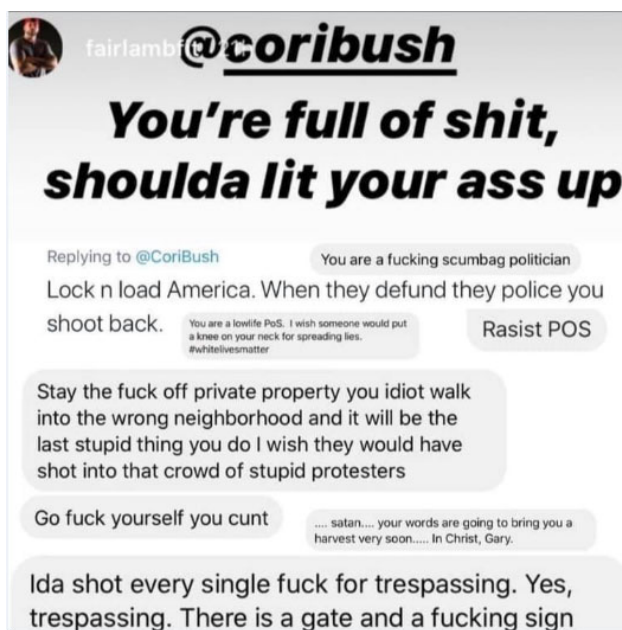 fairlambfit 21h
@coribush
You're full of shit,
shoulda lit your ass up
Replying to @CoriBush
You are a fucking scumbag politician
Lock n load America. When they defund they police you
shoot back.
You are a lowlife PoS. I wish someone would put
a knee on your neck for spreading lies.
#whitelivesmatter
Rasist POS
Stay the fuck off private property you idiot walk
into the wrong neighborhood and it will be the
last stupid thing you do I wish they would have
shot into that crowd of stupid protesters
Go fuck yourself you cunt
.... satan.... your words are going to bring you a
harvest very soon..... In Christ, Gary.
Ida shot every single fuck for trespassing. Yes,
trespassing. There is a gate and a fucking sign